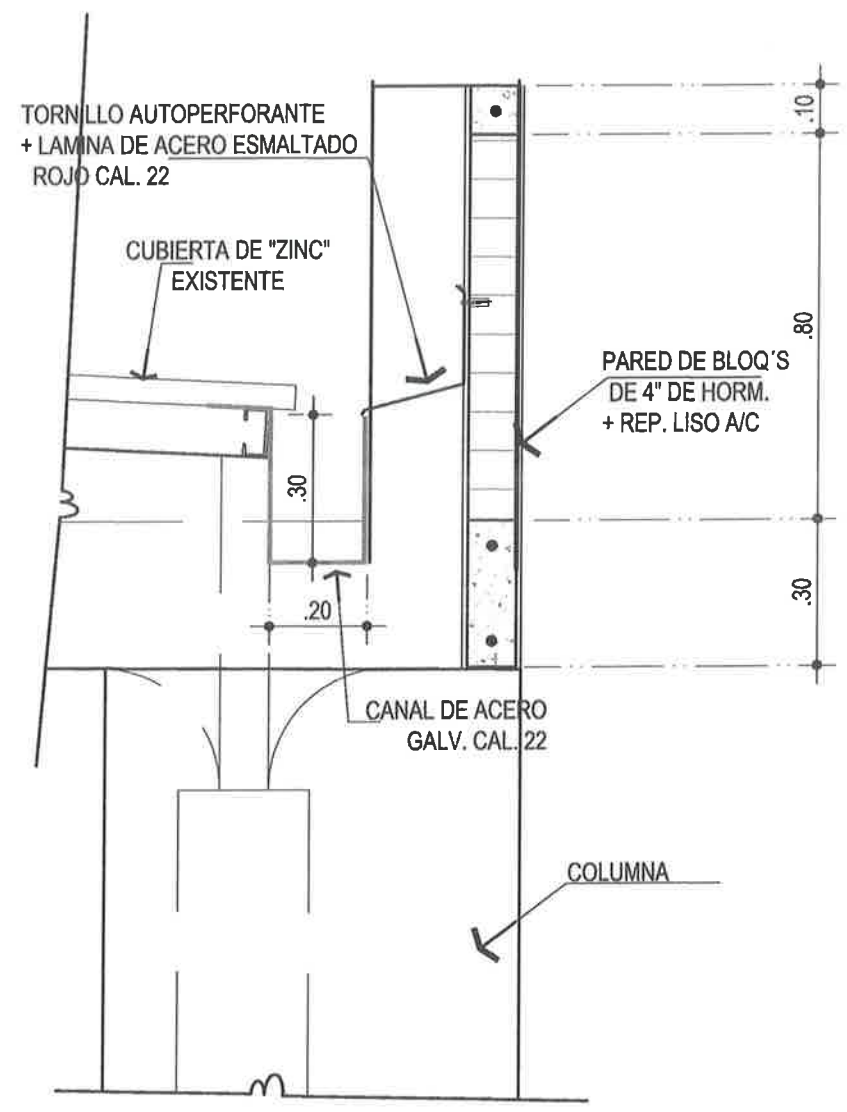 TORNILLO AUTOPERFORANTE
+ LAMINA DE ACERO ESMALTADO
ROJO CAL. 22
CUBIERTA DE "ZINC"
EXISTENTE
.10
.80
PARED DE BLOQ'S
DE 4" DE HORM.
+ REP. LISO A/C
.30
.30
.20
CANAL DE ACERO
GALV. CAL. 22
COLUMNA